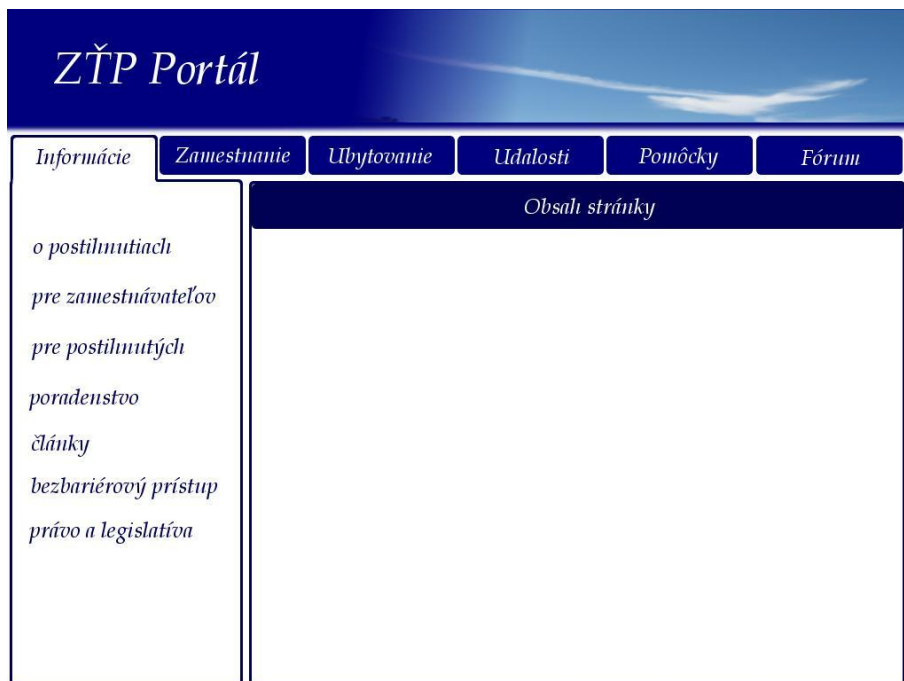 ZŤP Portál
Informácie
Zamestnanie
Ubytovanie
Udalosti
Pomôcky
Fórum
Obsah stránky
o postihnutiach
pre zamestnávateľov
pre postihnutých
poradenstvo
články
bezbariérový prístup
právo a legislatíva